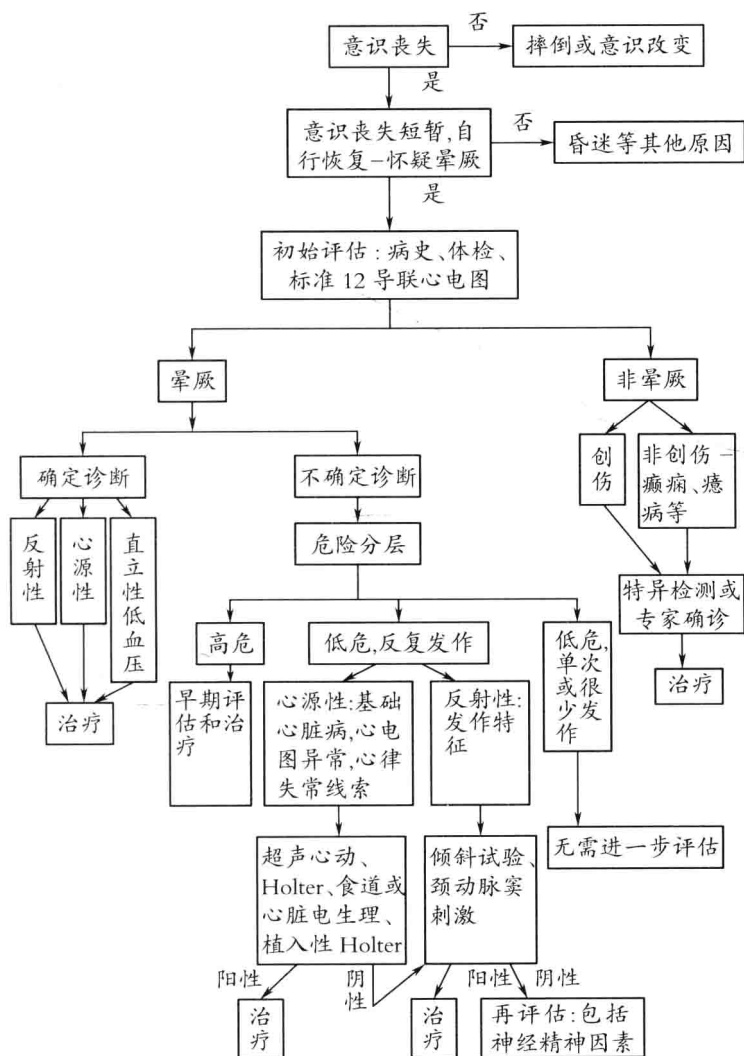 意识丧失
否
摔倒或意识改变
是
意识丧失短暂,自
行恢复-怀疑晕厥
否
昏迷等其他原因
是
初始评估:病史、体检、
标准12导联心电图
晕厥
非晕厥
确定诊断
不确定诊断
创
伤
非创伤-
癫痫、癔
病等
反
射
性
心
源
性
直
立
性
低
血
压
危险分层
特异检测或
专家确诊
治疗
治疗
高危
低危,反复发作
低危,
单次
或很
少发
作
早期评
估和治
疗
心源性:基础
心脏病,心电
图异常,心律
失常线索
反射性:
发作特
征
无需进一步评估
超声心动、
Holter、食道或
心脏电生理、
植入性Holter
倾斜试验、
颈动脉窦
刺激
阳性
阴
性
阳性
阴性
治
疗
治
疗
再评估:包括
神经精神因素